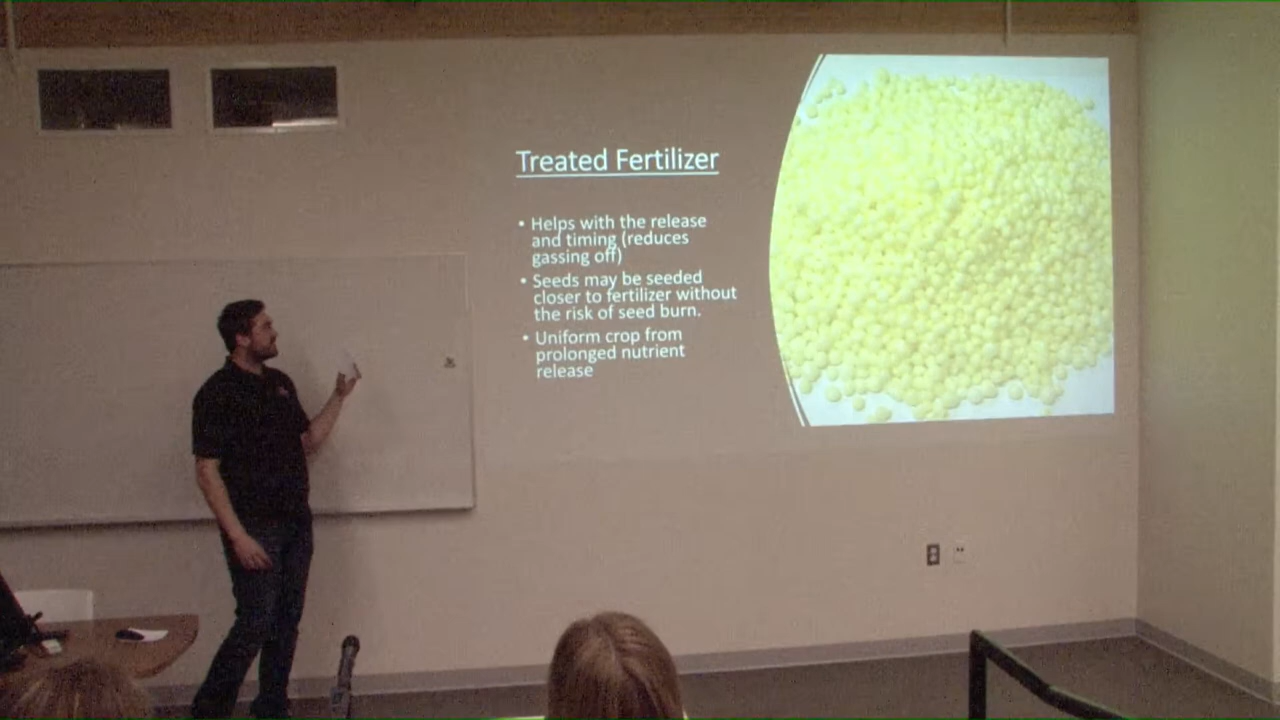 Treated Fertilizer
• Helps with the release
and timing (reduces
gassing off)
• Seeds may be seeded
closer to fertilizer without
the risk of seed burn.
• Uniform crop from
prolonged nutrient
release